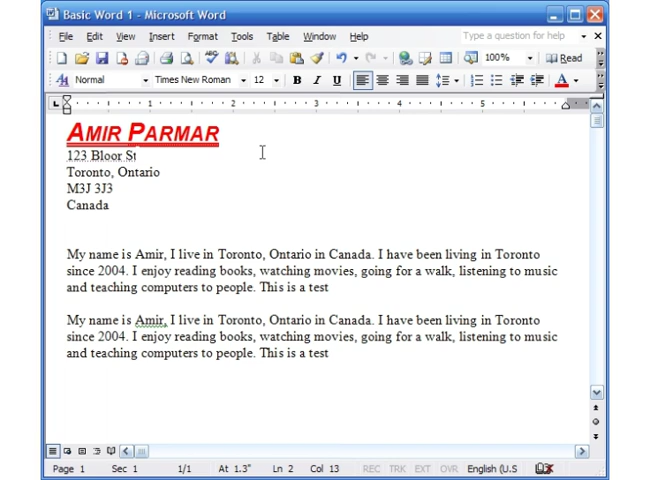 Basic Word 1 - Microsoft Word
File Edit View Insert Format Tools Table Window Help Type a question for help
100% Read
Normal Times New Roman 12 B I U A
1 2 3 4 5
AMIR PARMAR
123 Bloor St
Toronto, Ontario
M3J 3J3
Canada
My name is Amir, I live in Toronto, Ontario in Canada. I have been living in Toronto
since 2004. I enjoy reading books, watching movies, going for a walk, listening to music
and teaching computers to people. This is a test
My name is Amir, I live in Toronto, Ontario in Canada. I have been living in Toronto
since 2004. I enjoy reading books, watching movies, going for a walk, listening to music
and teaching computers to people. This is a test
Page 1 Sec 1 1/1 At 1.3" Ln 2 Col 13 REC TRK EXT OVR English (U.S